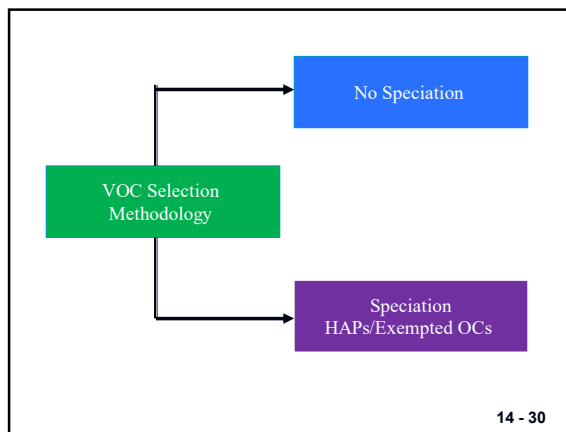 No Speciation
VOC Selection
Methodology
Speciation
HAPs/Exempted OCs
14 - 30